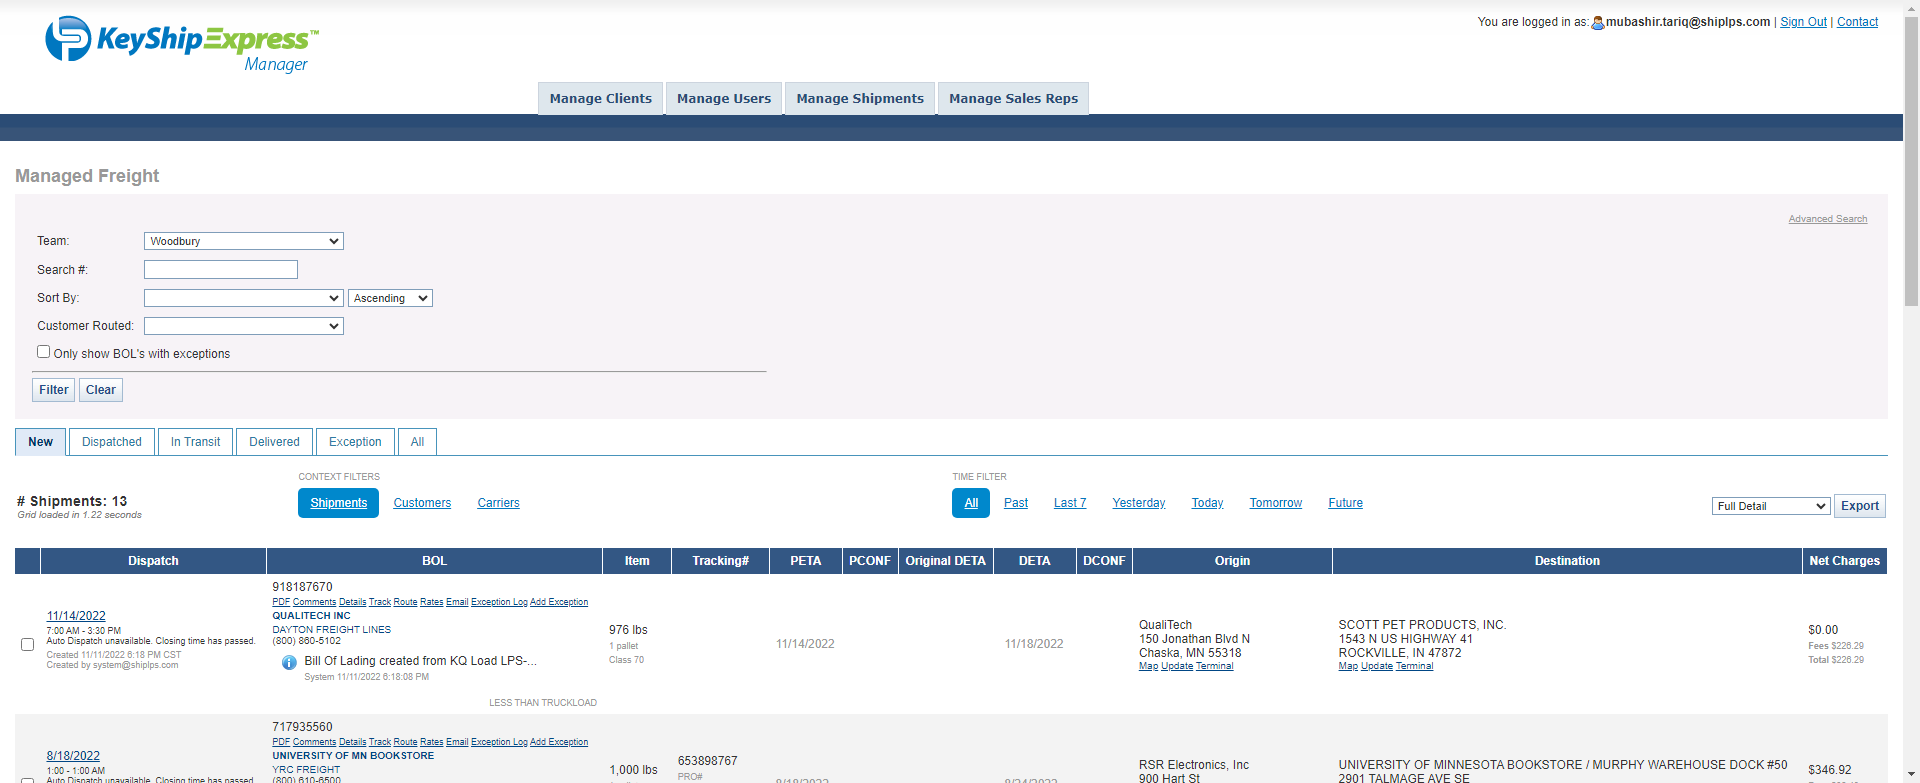 KeyShipExpress™
Manager
You are logged in as: mubashir.tariq@shiplps.com | Sign Out | Contact
Manage Clients
Manage Users
Manage Shipments
Manage Sales Reps
Managed Freight
Advanced Search
Team: Woodbury
Search #:
Sort By: Ascending
Customer Routed:
Only show BOL's with exceptions
Filter Clear
New Dispatched In Transit Delivered Exception All
CONTEXT FILTERS
TIME FILTER
# Shipments: 13
Grid loaded in 1.22 seconds
Shipments Customers Carriers
All Past Last 7 Yesterday Today Tomorrow Future
Full Detail Export
Dispatch BOL Item Tracking# PETA PCONF Original DETA DETA DCONF Origin Destination Net Charges
11/14/2022
7:00 AM - 3:30 PM
Auto Dispatch unavailable. Closing time has passed.
Created 11/11/2022 6:18 PM CST
Created by system@shiplps.com
918187670
PDF Comments Details Track Route Rates Email Exception Log Add Exception
QUALITECH INC
DAYTON FREIGHT LINES
(800) 860-5102
Bill Of Lading created from KQ Load LPS-...
System 11/11/2022 6:18:08 PM
LESS THAN TRUCKLOAD
976 lbs
1 pallet
Class 70
11/14/2022
11/18/2022
QualiTech
150 Jonathan Blvd N
Chaska, MN 55318
Map Update Terminal
SCOTT PET PRODUCTS, INC.
1543 N US HIGHWAY 41
ROCKVILLE, IN 47872
Map Update Terminal
$0.00
Fees $226.29
Total $226.29
8/18/2022
1:00 - 1:00 AM
Auto Dispatch unavailable. Closing time has passed.
717935560
PDF Comments Details Track Route Rates Email Exception Log Add Exception
UNIVERSITY OF MN BOOKSTORE
YRC FREIGHT
(800) 610-6500
1,000 lbs
653898767
PRO#
8/18/2022
8/24/2022
RSR Electronics, Inc
900 Hart St
UNIVERSITY OF MINNESOTA BOOKSTORE / MURPHY WAREHOUSE DOCK #50
2901 TALMAGE AVE SE
$346.92